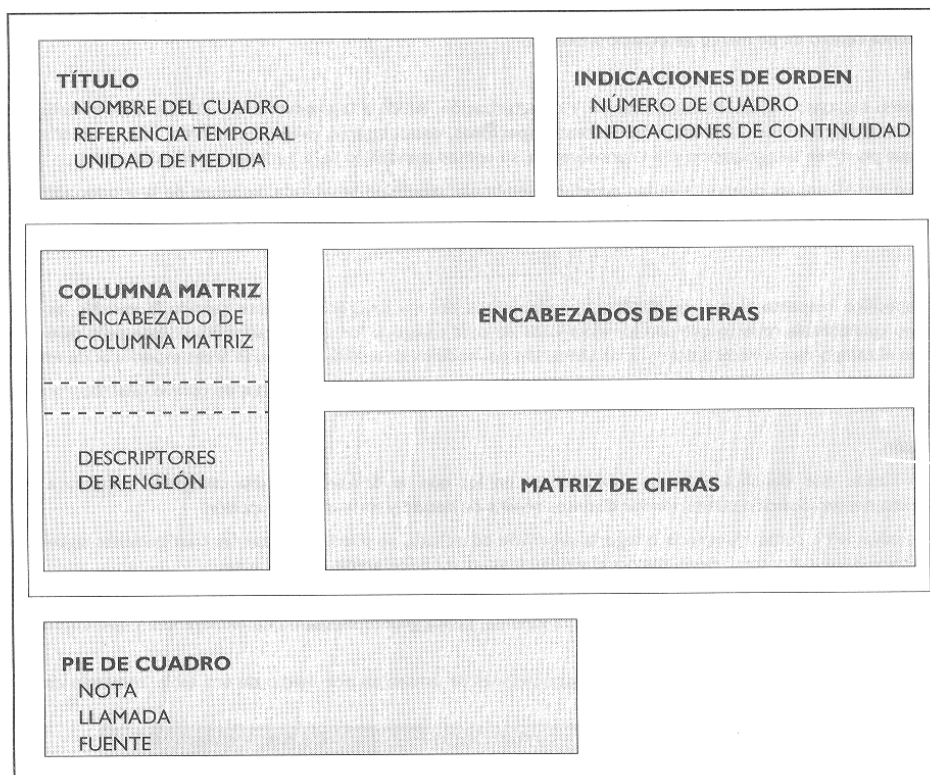 TÍTULO
NOMBRE DEL CUADRO
REFERENCIA TEMPORAL
UNIDAD DE MEDIDA
INDICACIONES DE ORDEN
NÚMERO DE CUADRO
INDICACIONES DE CONTINUIDAD
COLUMNA MATRIZ
ENCABEZADO DE
COLUMNA MATRIZ
DESCRIPTORES
DE RENGLÓN
ENCABEZADOS DE CIFRAS
MATRIZ DE CIFRAS
PIE DE CUADRO
NOTA
LLAMADA
FUENTE